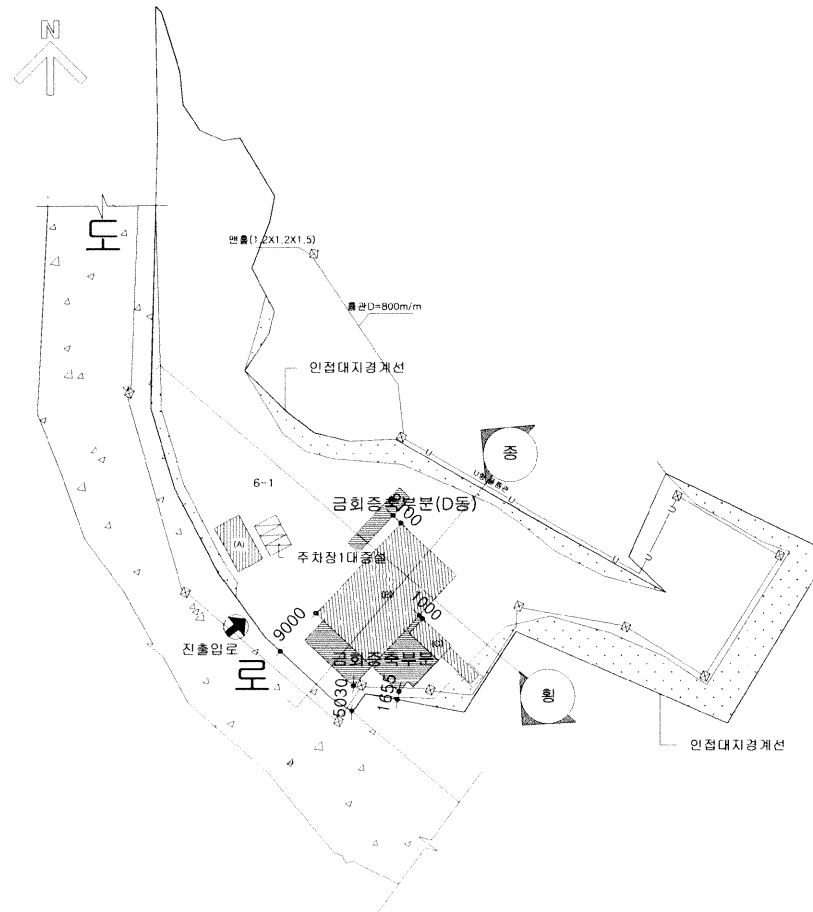 N
도
맨홀(1.2X1.2X1.5)
흄관D=800m/m
인접대지경계선
종
6-1
금회증축부분(D동)
(A)
주차장1대증설
1000
9000
진출입로
금회증축부분
로
5030
1655
횡
인접대지경계선